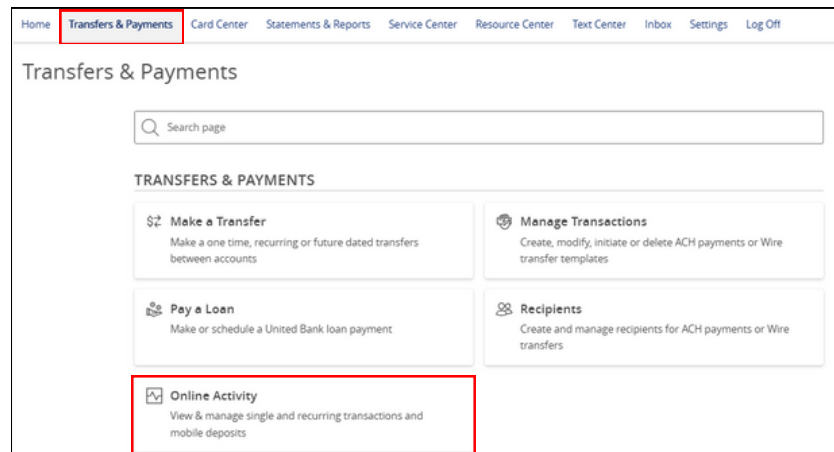 Home Transfers & Payments Card Center Statements & Reports Service Center Resource Center Text Center Inbox Settings Log Off
Transfers & Payments
Search page
TRANSFERS & PAYMENTS
Make a Transfer
Make a one time, recurring or future dated transfers
between accounts
Manage Transactions
Create, modify, initiate or delete ACH payments or Wire
transfer templates
Pay a Loan
Make or schedule a United Bank loan payment
Recipients
Create and manage recipients for ACH payments or Wire
transfers
Online Activity
View & manage single and recurring transactions and
mobile deposits